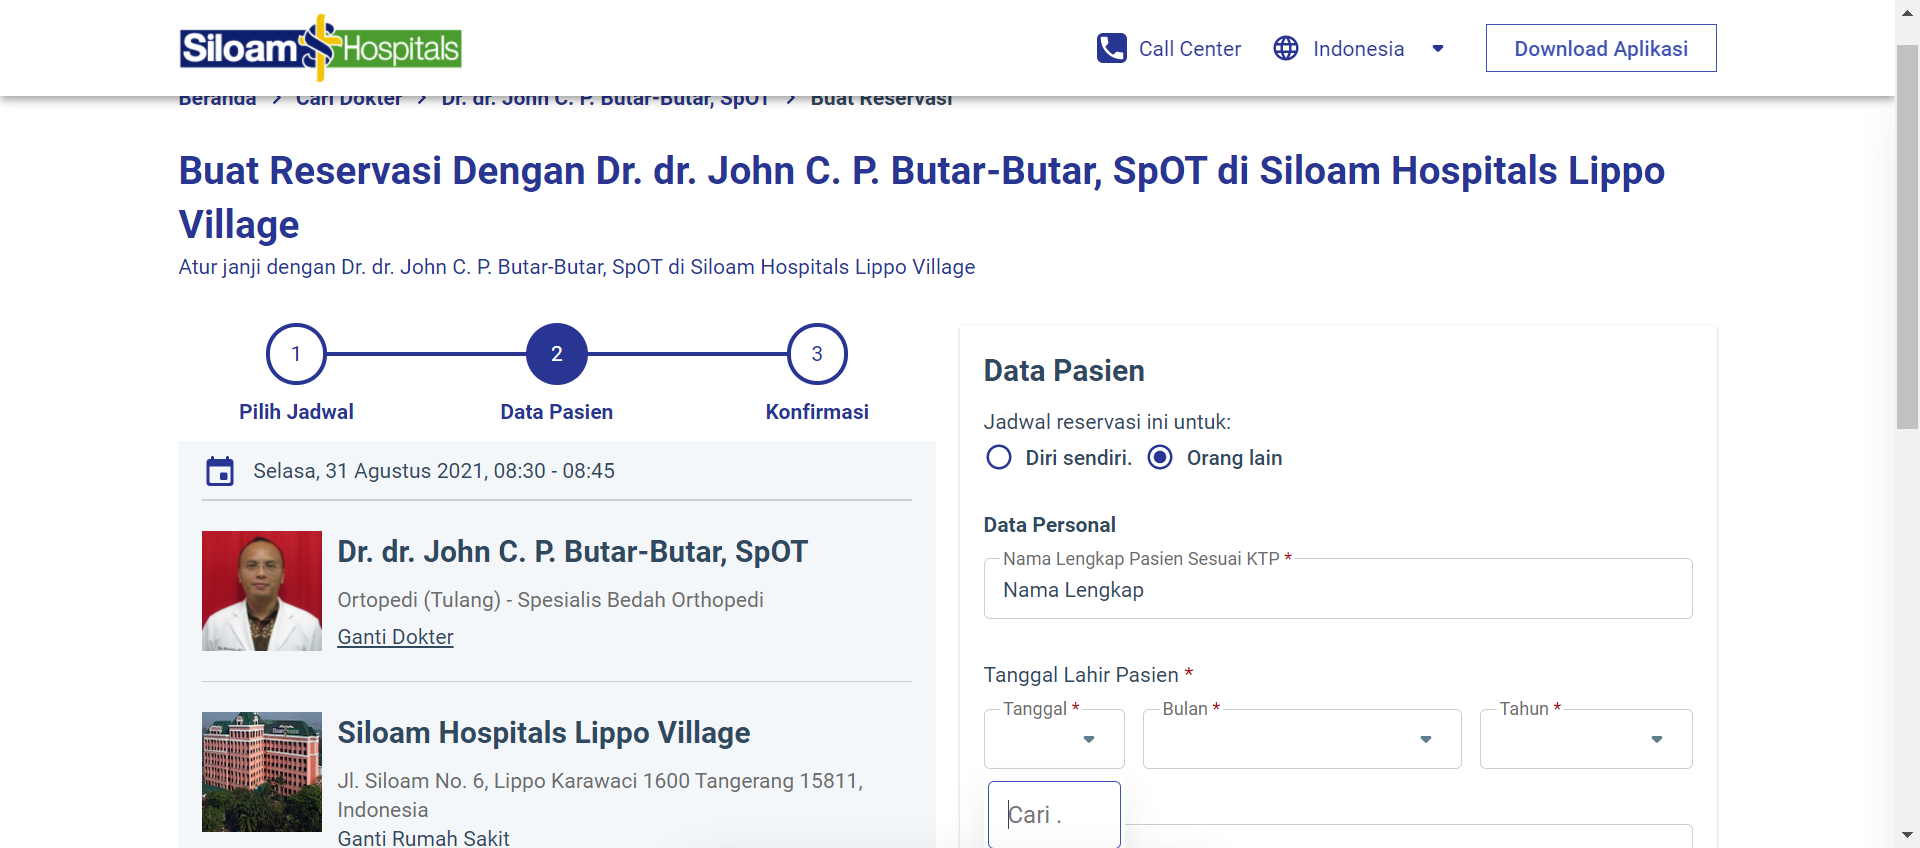 Siloam Hospitals
Call Center
Indonesia
Download Aplikasi
Beranda > Cari Dokter > Dr. dr. John C. P. Butar-Butar, SpOT > Buat Reservasi
Buat Reservasi Dengan Dr. dr. John C. P. Butar-Butar, SpOT di Siloam Hospitals Lippo
Village
Atur janji dengan Dr. dr. John C. P. Butar-Butar, SpOT di Siloam Hospitals Lippo Village
1
2
3
Pilih Jadwal
Data Pasien
Konfirmasi
Selasa, 31 Agustus 2021, 08:30 - 08:45
Dr. dr. John C. P. Butar-Butar, SpOT
Ortopedi (Tulang) - Spesialis Bedah Orthopedi
Ganti Dokter
Siloam Hospitals Lippo Village
Jl. Siloam No. 6, Lippo Karawaci 1600 Tangerang 15811,
Indonesia
Ganti Rumah Sakit
Data Pasien
Jadwal reservasi ini untuk:
Diri sendiri.
Orang lain
Data Personal
Nama Lengkap Pasien Sesuai KTP *
Nama Lengkap
Tanggal Lahir Pasien *
Tanggal *
Bulan *
Tahun *
Cari .